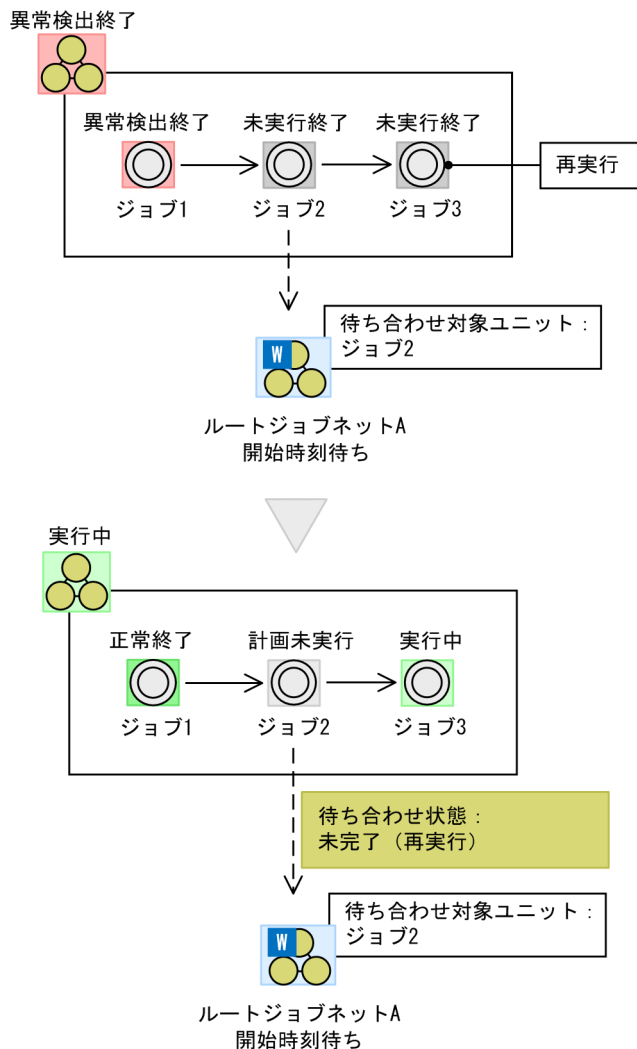 異常検出終了
異常検出終了
未実行終了
未実行終了
再実行
ジョブ1
ジョブ2
ジョブ3
待ち合わせ対象ユニット：
ジョブ2
W
ルートジョブネットA
開始時刻待ち
実行中
正常終了
計画未実行
実行中
ジョブ1
ジョブ2
ジョブ3
待ち合わせ状態：
未完了（再実行）
待ち合わせ対象ユニット：
ジョブ2
W
ルートジョブネットA
開始時刻待ち